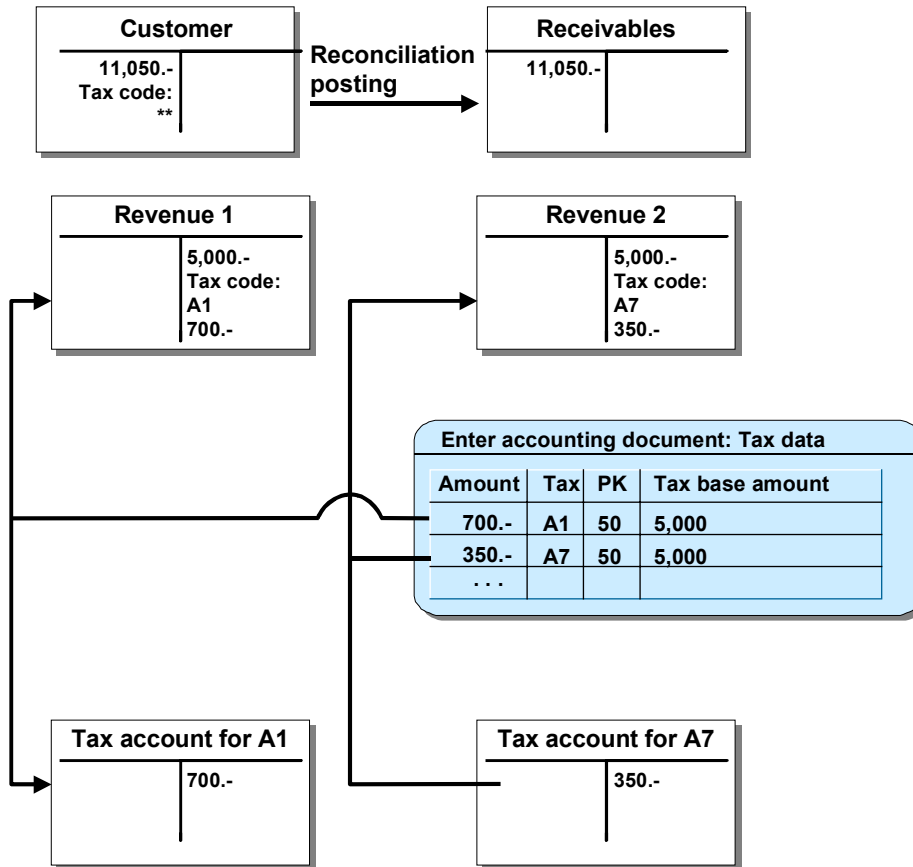 Customer
11,050.-
Tax code:
**
Reconciliation
posting
Receivables
11,050.-
Revenue 1
5,000.-
Tax code:
A1
700.-
Revenue 2
5,000.-
Tax code:
A7
350.-
Enter accounting document: Tax data
Amount Tax PK Tax base amount
700.- A1 50 5,000
350.- A7 50 5,000
. . .
Tax account for A1
700.-
Tax account for A7
350.-